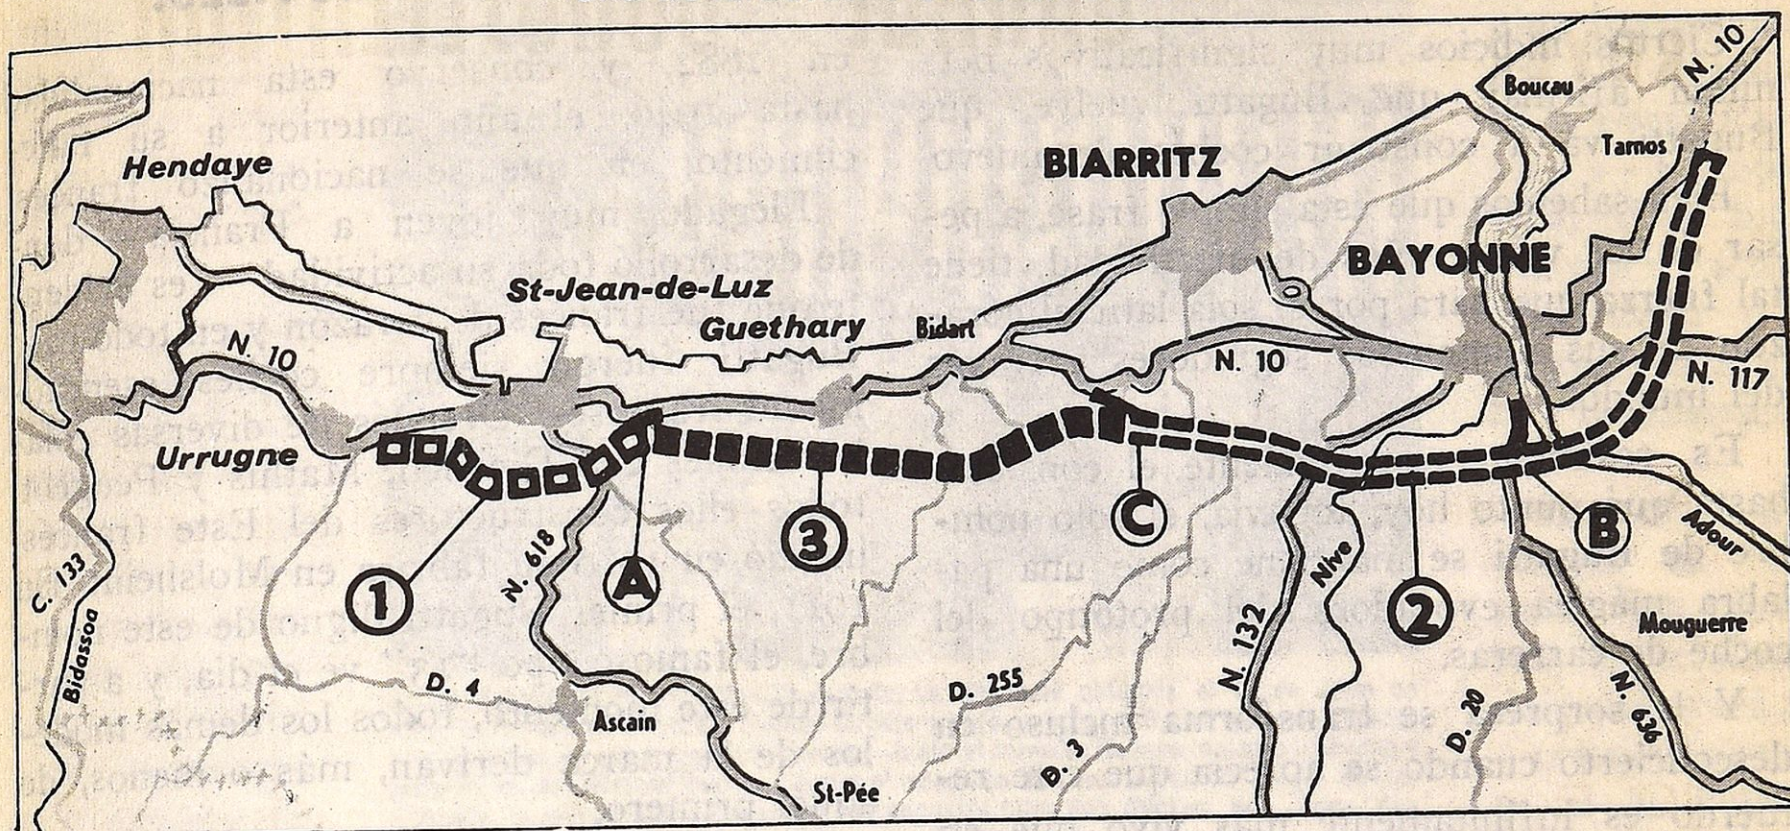 N. 10
Boucau
Tarnos
Hendaye
BIARRITZ
BAYONNE
St-Jean-de-Luz
Guethary
Bidart
N. 10
N. 10
N. 117
Urrugne
1
A
3
C
2
B
Adour
C. 133
Bidassoa
N. 618
Nive
N. 132
Mouguerre
N. 636
D. 4
D. 255
D. 20
D. 3
Ascain
St-Pée